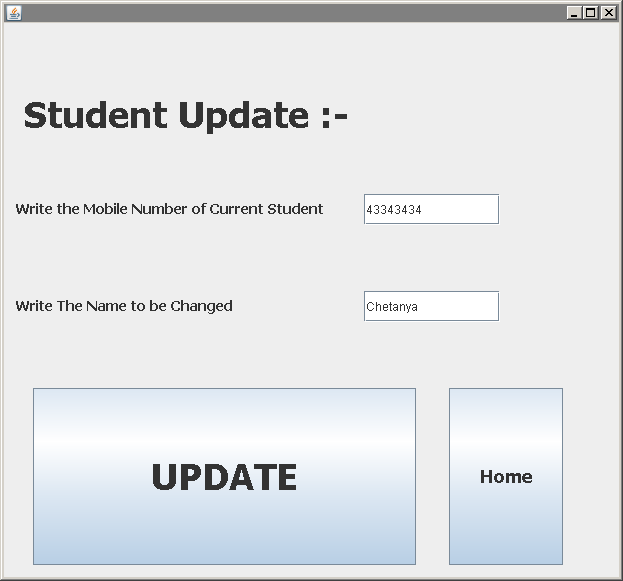 Student Update :-
Write the Mobile Number of Current Student
43343434
Write The Name to be Changed
Chetanya
UPDATE
Home